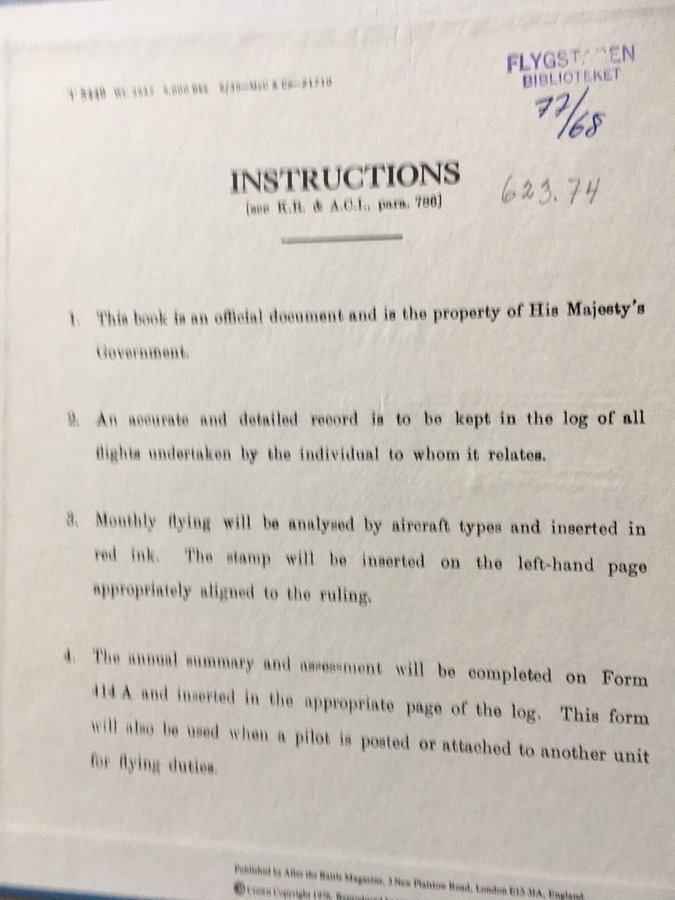 FLYGSTADEN
BIBLIOTEKET
77/68
623.74
INSTRUCTIONS
[see K.R. & A.C.I., para. 786]
1. This book is an official document and is the property of His Majesty's
Government.
2. An accurate and detailed record is to be kept in the log of all
flights undertaken by the individual to whom it relates.
3. Monthly flying will be analysed by aircraft types and inserted in
red ink. The stamp will be inserted on the left-hand page
appropriately aligned to the ruling.
4. The annual summary and assessment will be completed on Form
414 A and inserted in the appropriate page of the log. This form
will also be used when a pilot is posted or attached to another unit
for flying duties.
Published by After the Battle Magazine, 3 New Plaistow Road, London E15 3JA, England
© Crown Copyright